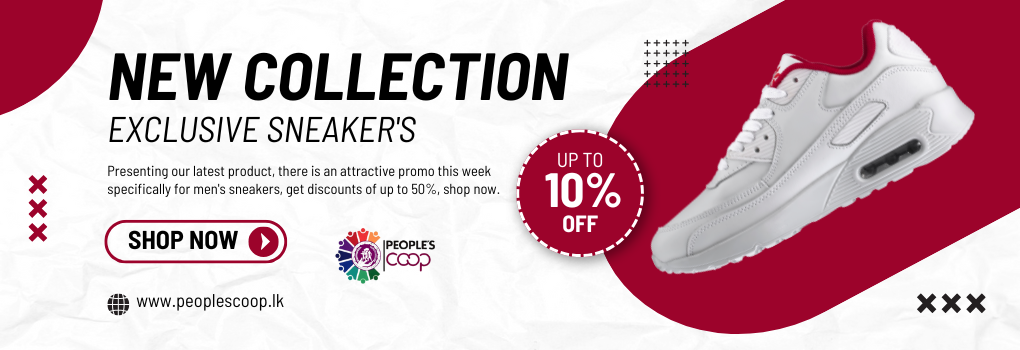 NEW COLLECTION
EXCLUSIVE SNEAKER'S
Presenting our latest product, there is an attractive promo this week
specifically for men's sneakers, get discounts of up to 50%, shop now.
UP TO
10%
OFF
SHOP NOW
PEOPLE'S
coop
www.peoplescoop.lk